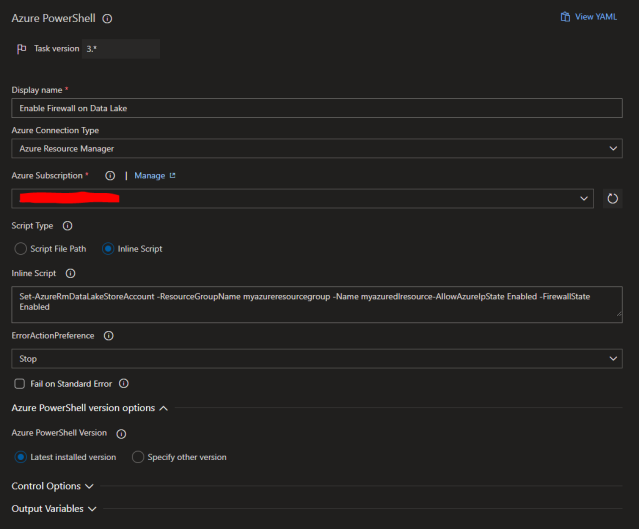 Azure PowerShell
View YAML
Task version 3.*
Display name *
Enable Firewall on Data Lake
Azure Connection Type
Azure Resource Manager
Azure Subscription * | Manage
Script Type
Script File Path Inline Script
Inline Script
Set-AzureRmDataLakeStoreAccount -ResourceGroupName myazureresourcegroup -Name myazuredlresource-AllowAzureIpState Enabled -FirewallState
Enabled
ErrorActionPreference
Stop
Fail on Standard Error
Azure PowerShell version options
Azure PowerShell Version
Latest installed version Specify other version
Control Options
Output Variables